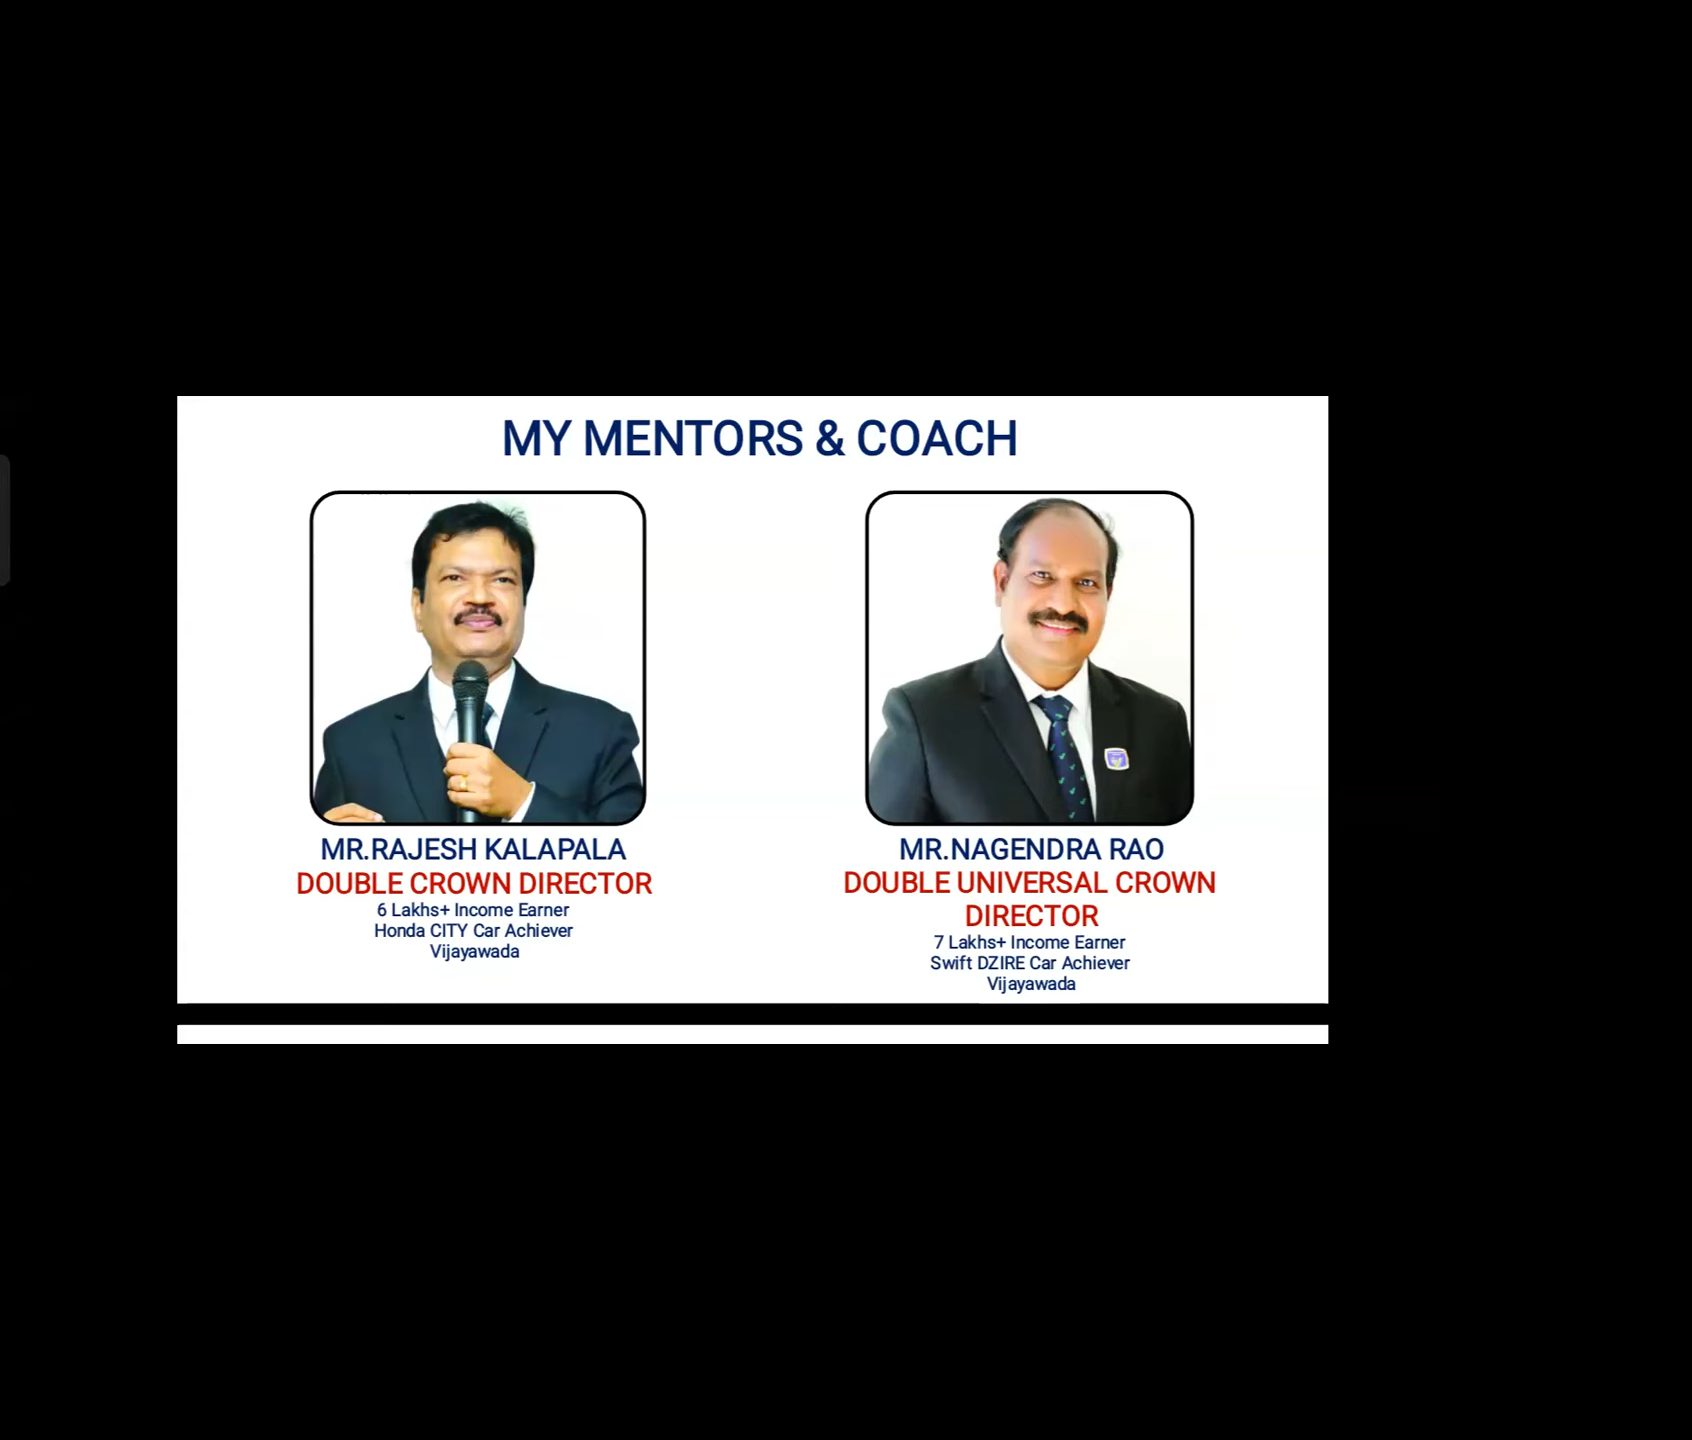 MY MENTORS & COACH
MR.RAJESH KALAPALA
DOUBLE CROWN DIRECTOR
6 Lakhs+ Income Earner
Honda CITY Car Achiever
Vijayawada
MR.NAGENDRA RAO
DOUBLE UNIVERSAL CROWN
DIRECTOR
7 Lakhs+ Income Earner
Swift DZIRE Car Achiever
Vijayawada